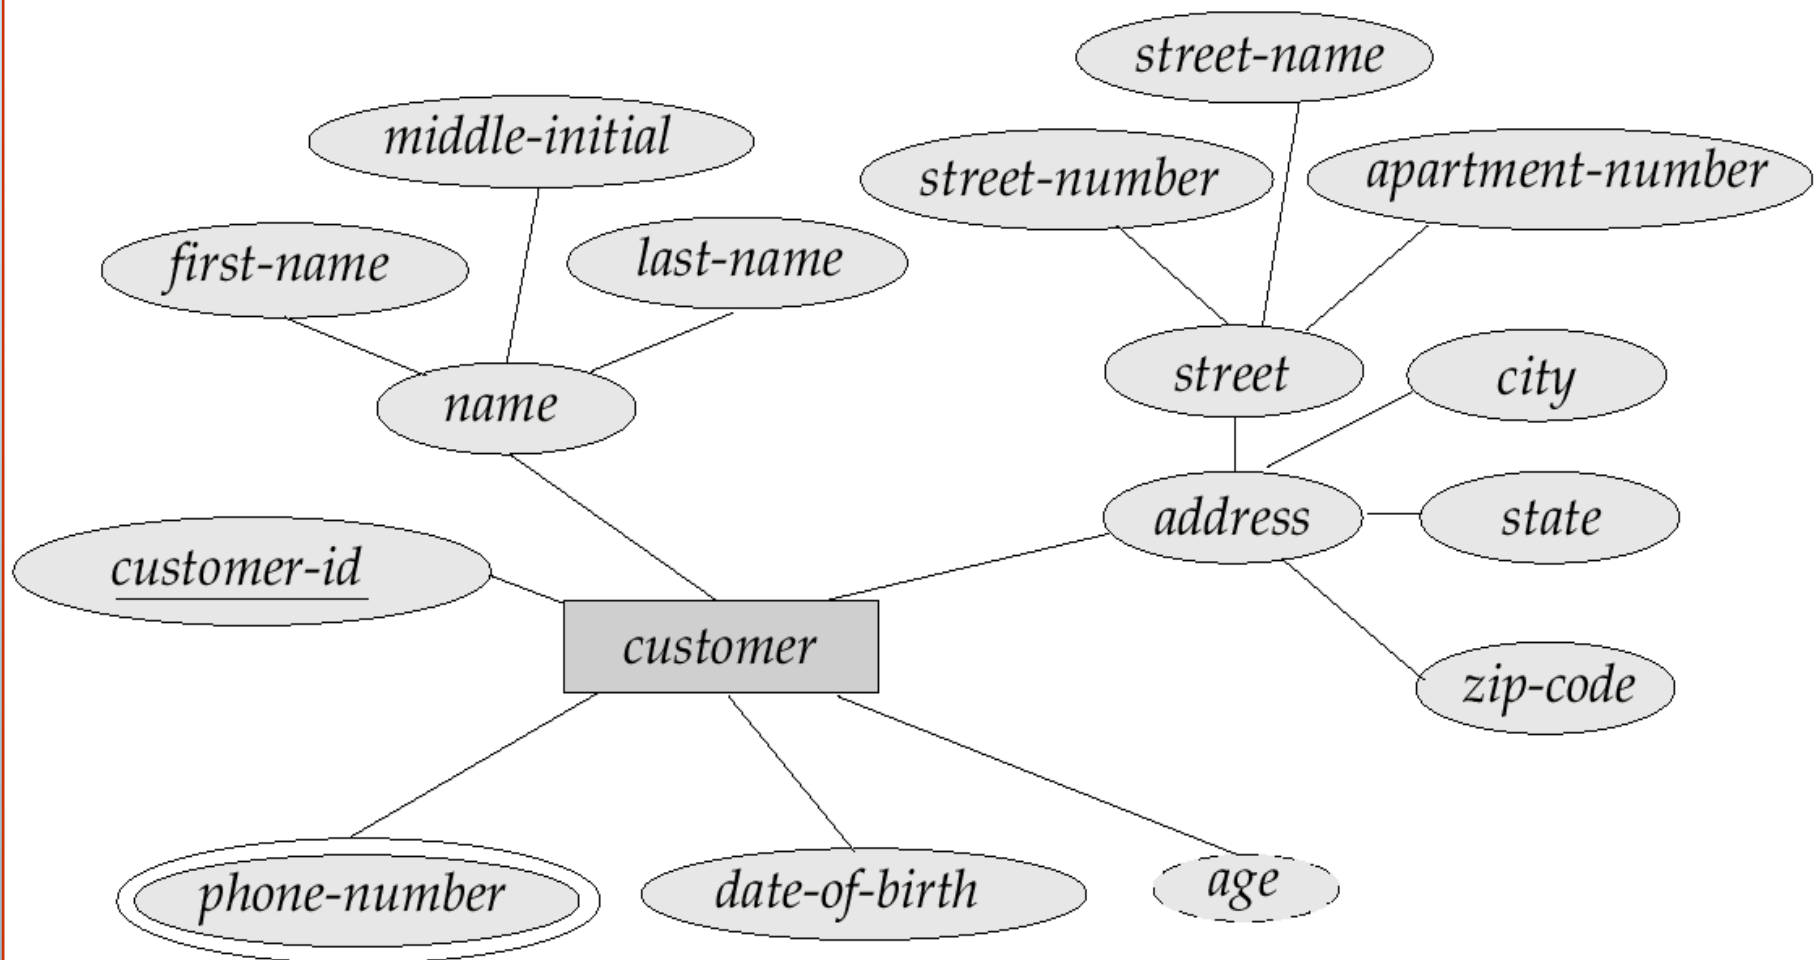 street-name
middle-initial
street-number
apartment-number
first-name
last-name
street
city
name
address
state
customer-id
customer
zip-code
phone-number
date-of-birth
age